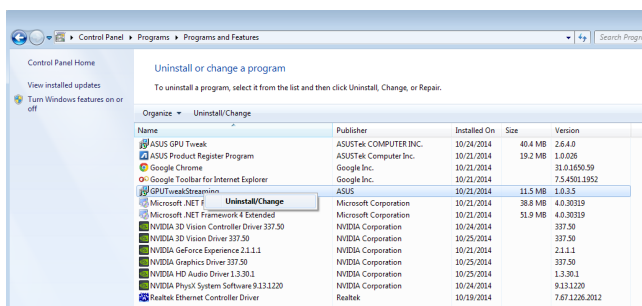 Control Panel ▸ Programs ▸ Programs and Features
Search Progr
Control Panel Home
View installed updates
Turn Windows features on or
off
Uninstall or change a program
To uninstall a program, select it from the list and then click Uninstall, Change, or Repair.
Organize Uninstall/Change
Name Publisher Installed On Size Version
ASUS GPU Tweak ASUSTek COMPUTER INC. 10/24/2014 40.4 MB 2.6.4.0
ASUS Product Register Program ASUSTek Computer Inc. 10/21/2014 19.2 MB 1.0.026
Google Chrome Google Inc. 10/21/2014 31.0.1650.59
Google Toolbar for Internet Explorer Google Inc. 10/21/2014 7.5.4501.1952
GPUTweakStreaming ASUS 10/21/2014 11.5 MB 1.0.3.5
Uninstall/Change
Microsoft .NET F Microsoft Corporation 10/21/2014 38.8 MB 4.0.30319
Microsoft .NET Framework 4 Extended Microsoft Corporation 10/21/2014 51.9 MB 4.0.30319
NVIDIA 3D Vision Controller Driver 337.50 NVIDIA Corporation 10/24/2014 337.50
NVIDIA 3D Vision Driver 337.50 NVIDIA Corporation 10/25/2014 337.50
NVIDIA GeForce Experience 2.1.1.1 NVIDIA Corporation 10/21/2014 2.1.1.1
NVIDIA Graphics Driver 337.50 NVIDIA Corporation 10/25/2014 337.50
NVIDIA HD Audio Driver 1.3.30.1 NVIDIA Corporation 10/25/2014 1.3.30.1
NVIDIA PhysX System Software 9.13.1220 NVIDIA Corporation 10/24/2014 9.13.1220
Realtek Ethernet Controller Driver Realtek 10/19/2014 7.67.1226.2012